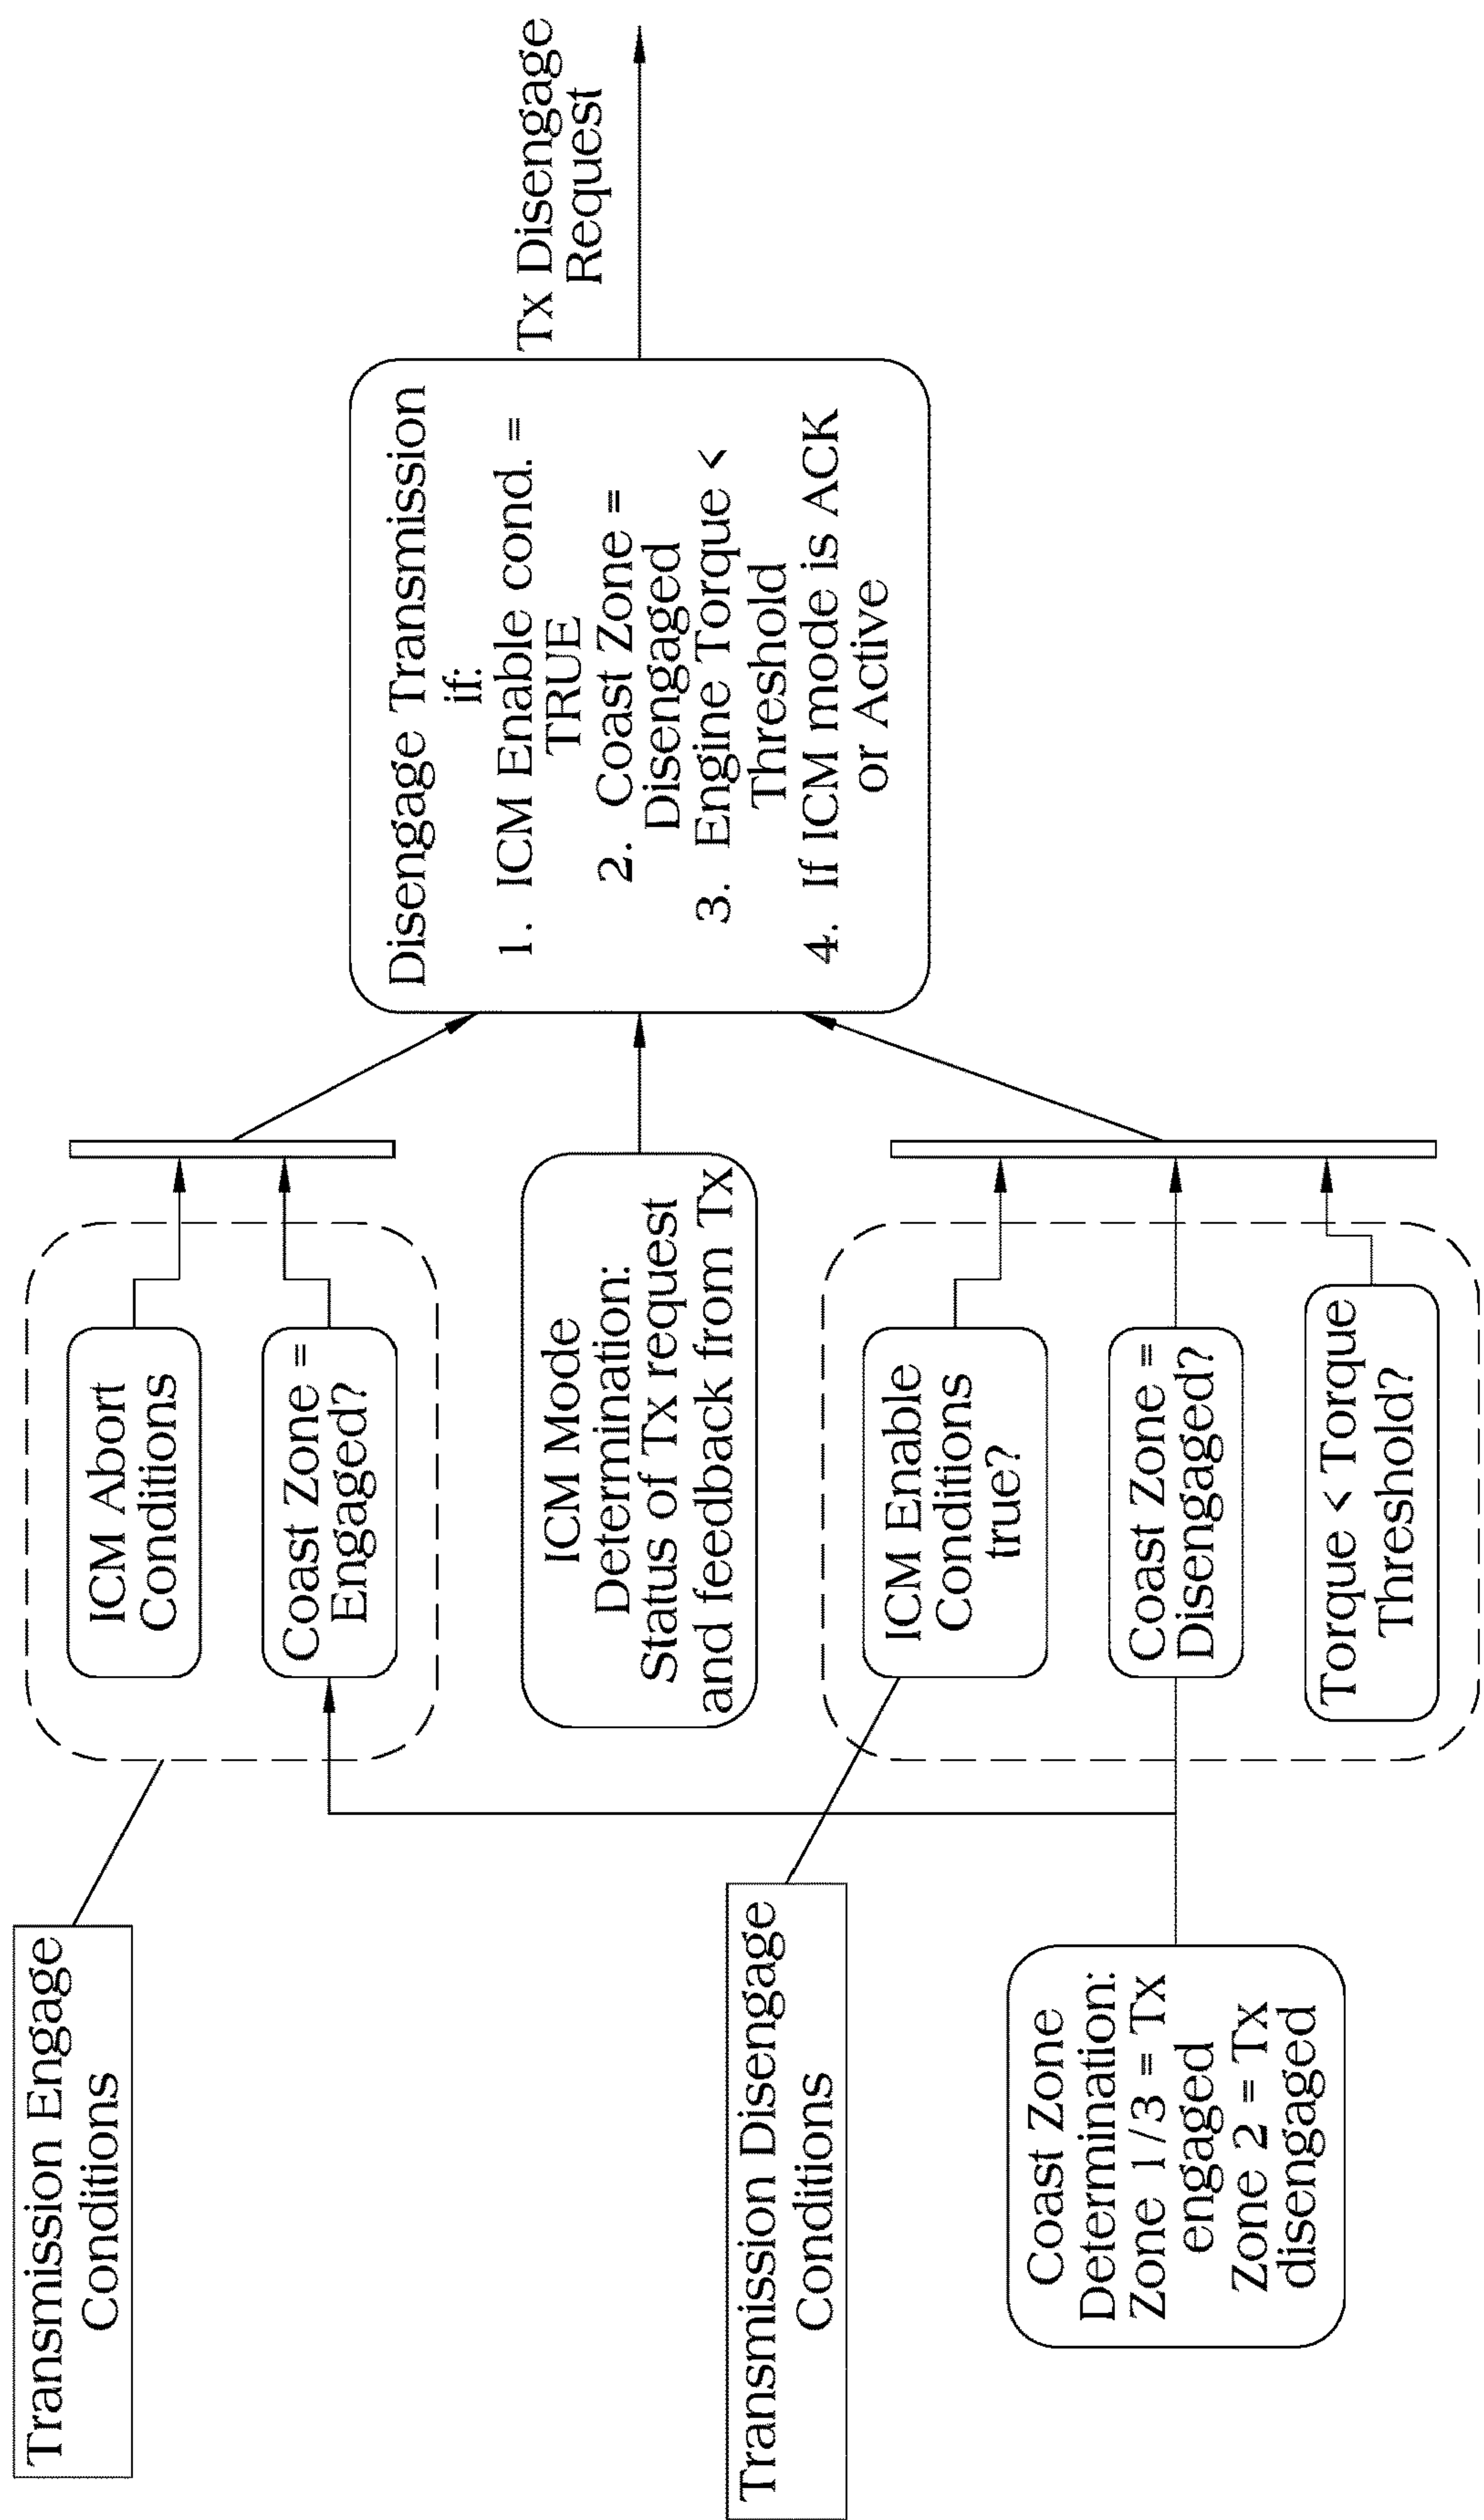 Transmission Engage
Conditions
ICM Abort
Conditions
Coast Zone =
Engaged?
ICM Mode
Determination:
Status of Tx request
and feedback from Tx
Transmission Disengage
Conditions
ICM Enable
Conditions
true?
Coast Zone
Determination:
Zone 1/3 = Tx
engaged
Zone 2 = Tx
disengaged
Coast Zone =
Disengaged?
Torque < Torque
Threshold?
Disengage Transmission
if:
1. ICM Enable cond. =
TRUE
2. Coast Zone =
Disengaged
3. Engine Torque <
Threshold
4. If ICM mode is ACK
or Active
Tx Disengage
Request